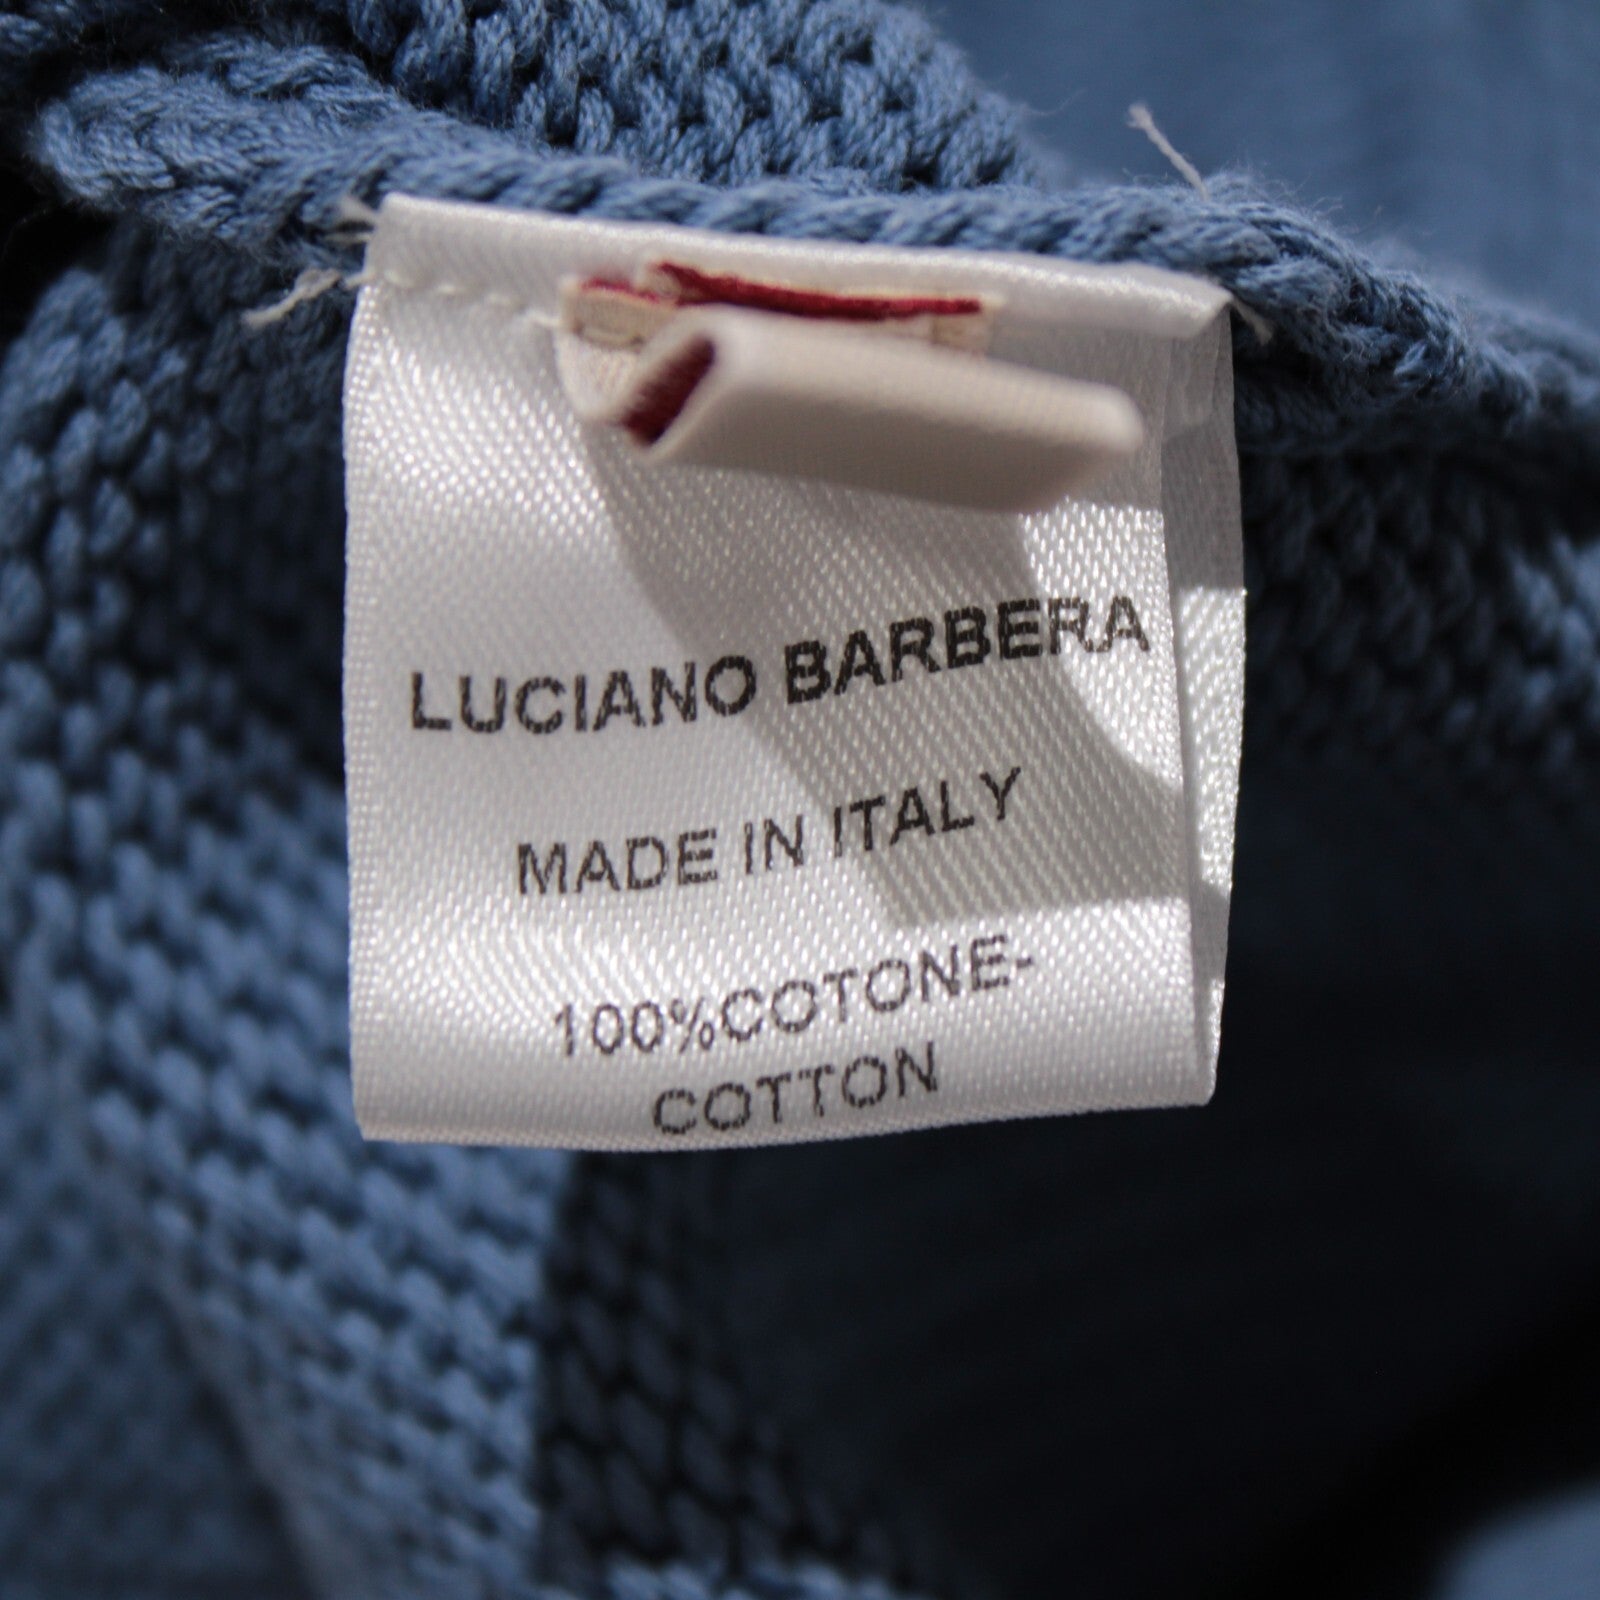 LUCIANO BARBERA
MADE IN ITALY
100%COTONE-
COTTON